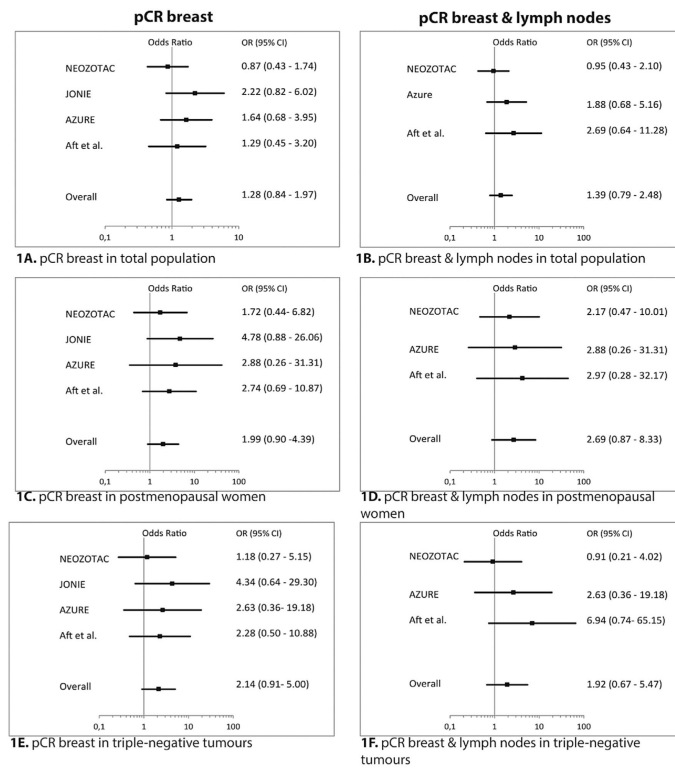 pCR breast
pCR breast & lymph nodes
Odds Ratio OR (95% CI)
NEOZOTAC 0.87 (0.43 - 1.74)
JONIE 2.22 (0.82 - 6.02)
AZURE 1.64 (0.68 - 3.95)
Aft et al. 1.29 (0.45 - 3.20)
Overall 1.28 (0.84 - 1.97)
0,1 1 10
1A. pCR breast in total population
Odds Ratio OR (95% CI)
NEOZOTAC 0.95 (0.43 - 2.10)
Azure 1.88 (0.68 - 5.16)
Aft et al. 2.69 (0.64 - 11.28)
Overall 1.39 (0.79 - 2.48)
0,1 1 10 100
1B. pCR breast & lymph nodes in total population
Odds Ratio OR (95% CI)
NEOZOTAC 1.72 (0.44- 6.82)
JONIE 4.78 (0.88 - 26.06)
AZURE 2.88 (0.26 - 31.31)
Aft et al. 2.74 (0.69 - 10.87)
Overall 1.99 (0.90 -4.39)
0,1 1 10 100
1C. pCR breast in postmenopausal women
Odds Ratio OR (95% CI)
NEOZOTAC 2.17 (0.47 - 10.01)
AZURE 2.88 (0.26 - 31.31)
Aft et al. 2.97 (0.28 - 32.17)
Overall 2.69 (0.87 - 8.33)
0,1 1 10 100
1D. pCR breast & lymph nodes in postmenopausal
women
Odds Ratio OR (95% CI)
NEOZOTAC 1.18 (0.27 - 5.15)
JONIE 4.34 (0.64 - 29.30)
AZURE 2.63 (0.36- 19.18)
Aft et al. 2.28 (0.50 - 10.88)
Overall 2.14 (0.91- 5.00)
0,1 1 10 100
1E. pCR breast in triple-negative tumours
Odds Ratio OR (95% CI)
NEOZOTAC 0.91 (0.21 - 4.02)
AZURE 2.63 (0.36 - 19.18)
Aft et al. 6.94 (0.74- 65.15)
Overall 1.92 (0.67 - 5.47)
0,1 1 10 100
1F. pCR breast & lymph nodes in triple-negative
tumours